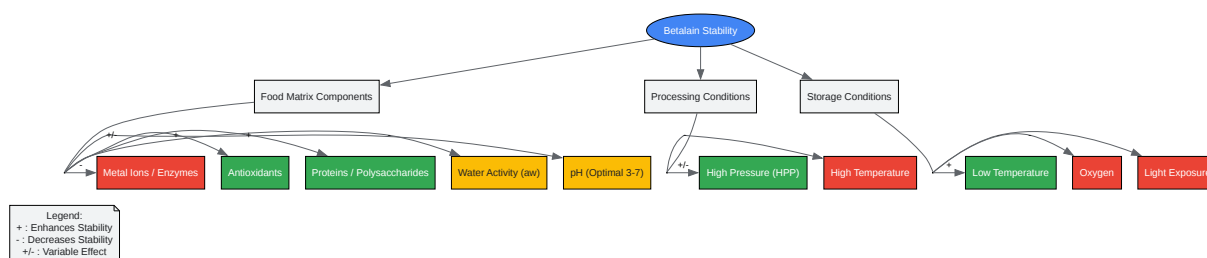 Betalain Stability
Food Matrix Components
Processing Conditions
Storage Conditions
+/-
+
+
-
+/-
-
+
-
Metal Ions / Enzymes
Antioxidants
Proteins / Polysaccharides
Water Activity (aw)
pH (Optimal 3-7)
High Pressure (HPP)
High Temperature
Low Temperature
Oxygen
Light Exposure
Legend:
+ : Enhances Stability
- : Decreases Stability
+/- : Variable Effect